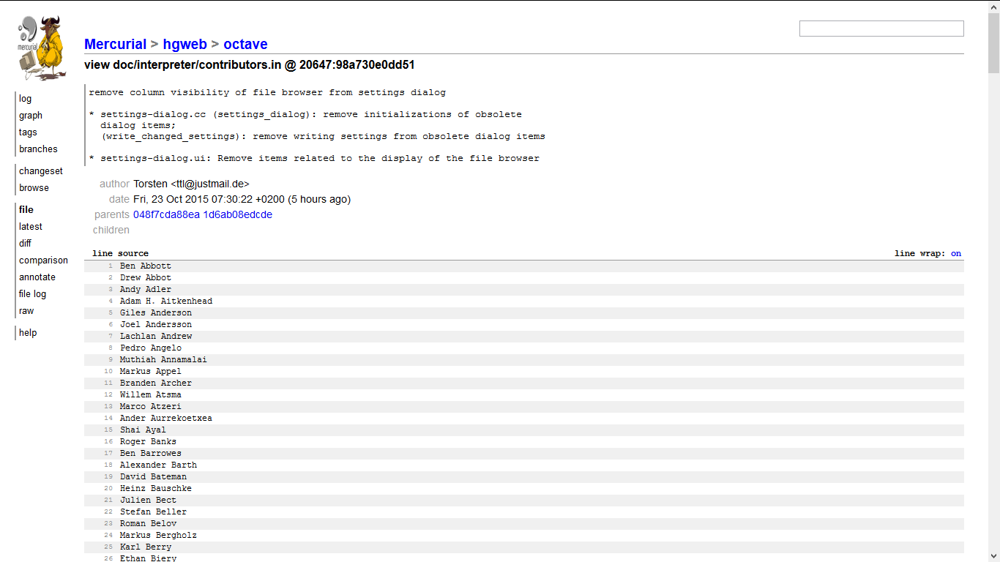 mercurial
Mercurial > hgweb > octave
view doc/interpreter/contributors.in @ 20647:98a730e0dd51
log
graph
tags
branches
changeset
browse
file
latest
diff
comparison
annotate
file log
raw
help
remove column visibility of file browser from settings dialog
* settings-dialog.cc (settings_dialog): remove initializations of obsolete
dialog items;
(write_changed_settings): remove writing settings from obsolete dialog items
* settings-dialog.ui: Remove items related to the display of the file browser
author Torsten <ttl@justmail.de>
date Fri, 23 Oct 2015 07:30:22 +0200 (5 hours ago)
parents 048f7cda88ea 1d6ab08edcde
children
line source line wrap: on
1 Ben Abbott
2 Drew Abbot
3 Andy Adler
4 Adam H. Aitkenhead
5 Giles Anderson
6 Joel Andersson
7 Lachlan Andrew
8 Pedro Angelo
9 Muthiah Annamalai
10 Markus Appel
11 Branden Archer
12 Willem Atsma
13 Marco Atzeri
14 Ander Aurrekoetxea
15 Shai Ayal
16 Roger Banks
17 Ben Barrowes
18 Alexander Barth
19 David Bateman
20 Heinz Bauschke
21 Julien Bect
22 Stefan Beller
23 Roman Belov
24 Markus Bergholz
25 Karl Berry
26 Ethan Biery